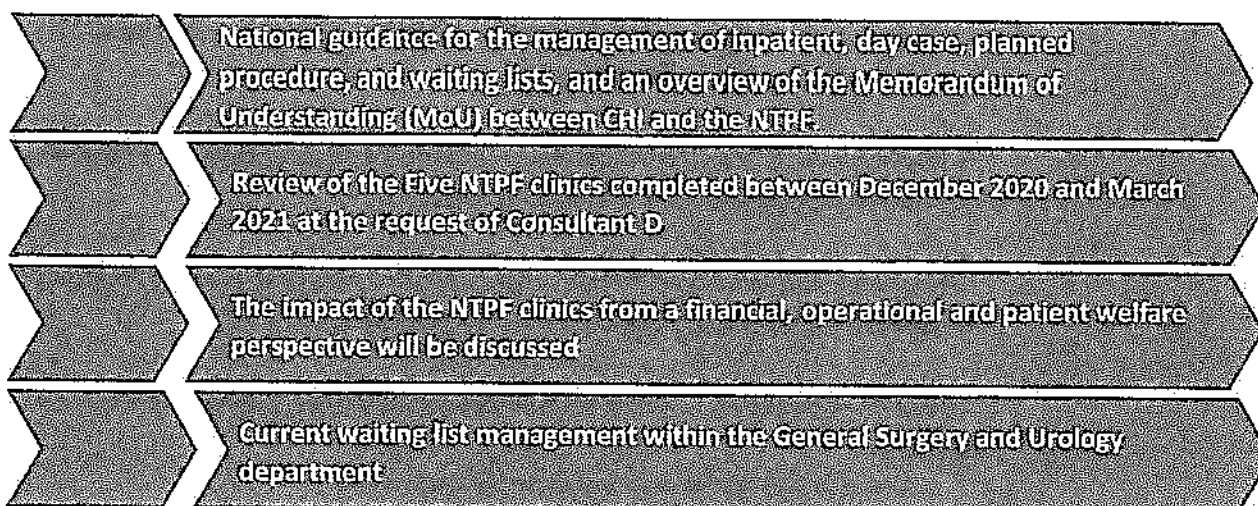 National guidance for the management of inpatient, day case, planned
procedure, and waiting lists, and an overview of the Memorandum of
Understanding (MoU) between CHI and the NTPF.
Review of the Five NTPF clinics completed between December 2020 and March
2021 at the request of Consultant D
The impact of the NTPF clinics from a financial, operational and patient welfare
perspective will be discussed
Current waiting list management within the General Surgery and Urology
department